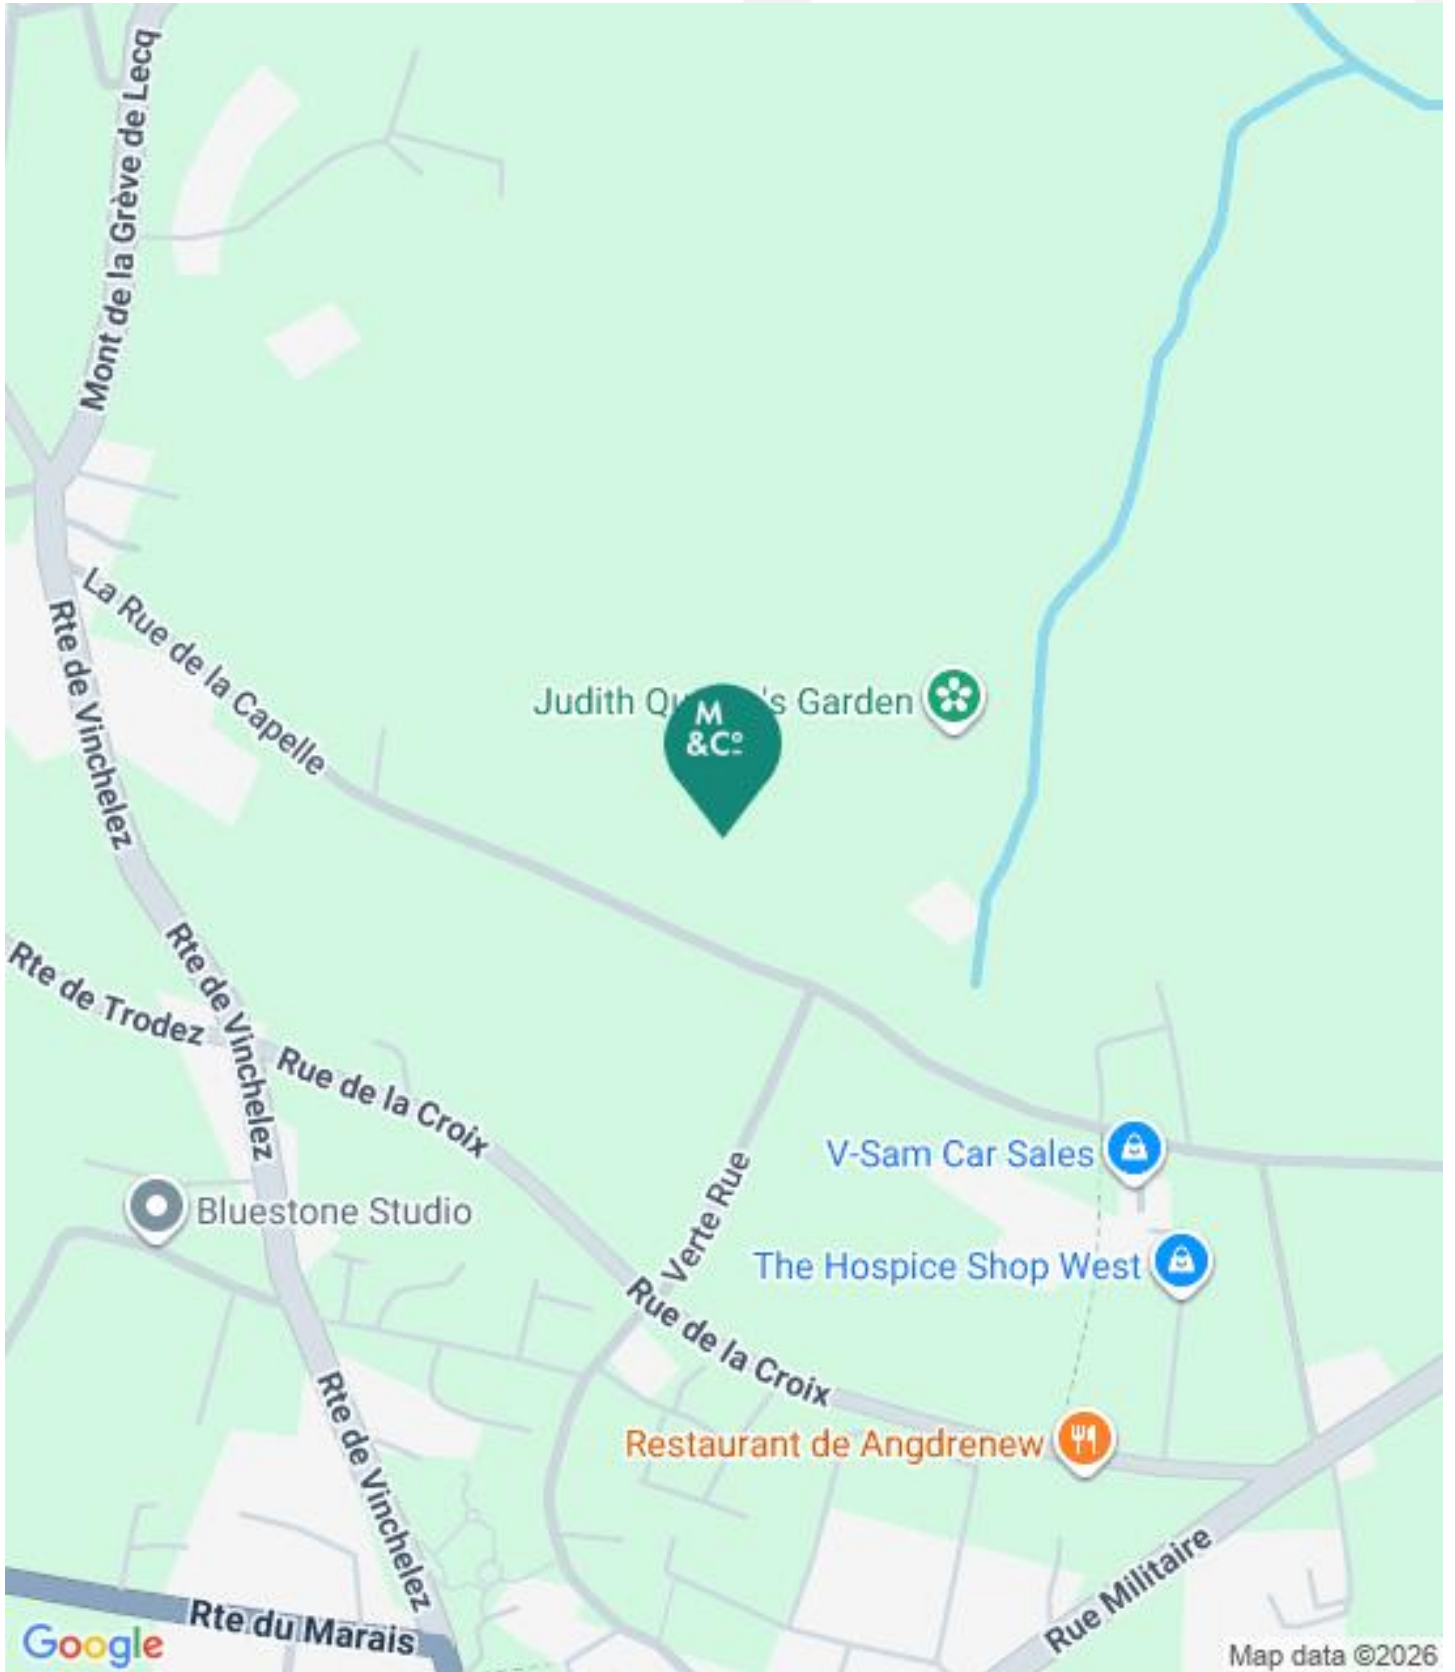 Mont de la Grève de Lecq
La Rue de la Capelle
Rte de Vinchelez
Judith Qu 's Garden
M
&Cº
Rte de Vinchelez
Rte de Trodez
Rue de la Croix
V-Sam Car Sales
Bluestone Studio
Verte Rue
The Hospice Shop West
Rue de la Croix
Rte de Vinchelez
Restaurant de Angdrenew
Rue Militaire
Rte du Marais
Google
Map data ©2026